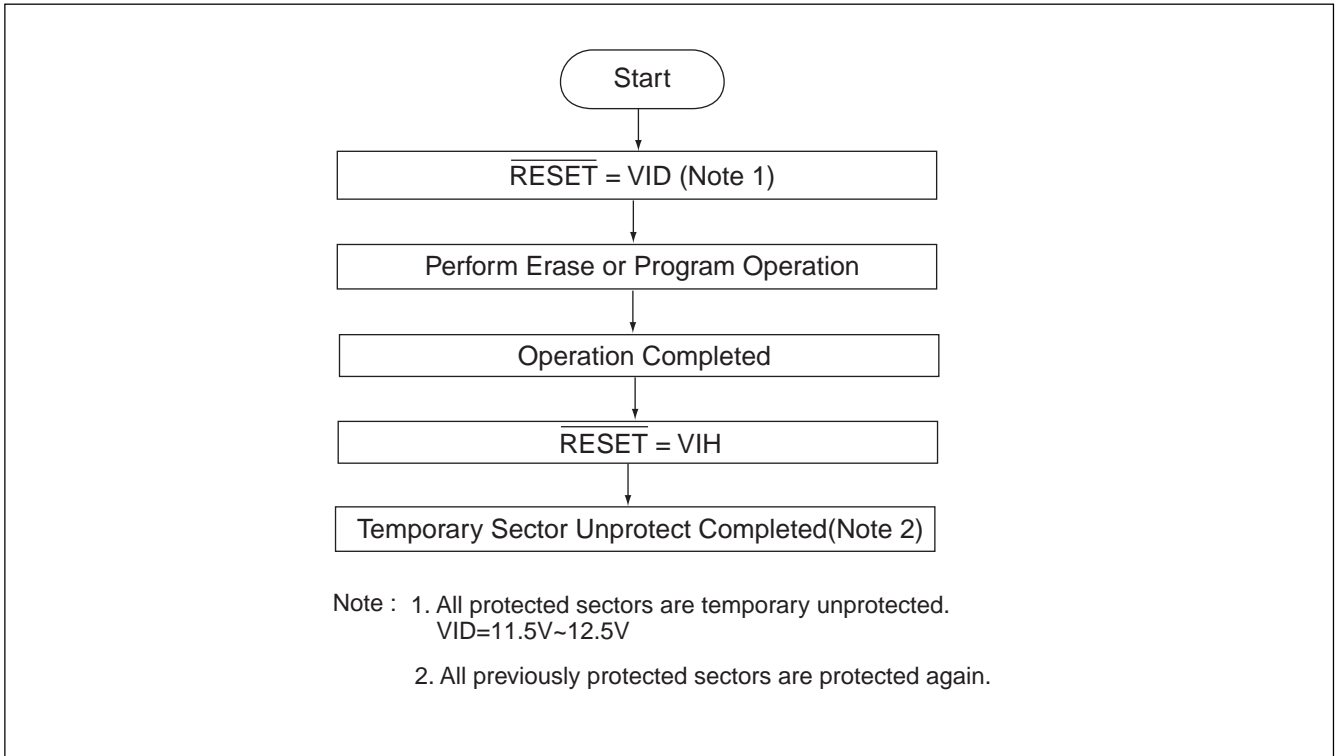 Start
R̅E̅S̅E̅T̅ = VID (Note 1)
Perform Erase or Program Operation
Operation Completed
R̅E̅S̅E̅T̅ = VIH
Temporary Sector Unprotect Completed(Note 2)
Note : 1. All protected sectors are temporary unprotected.
VID=11.5V~12.5V
2. All previously protected sectors are protected again.